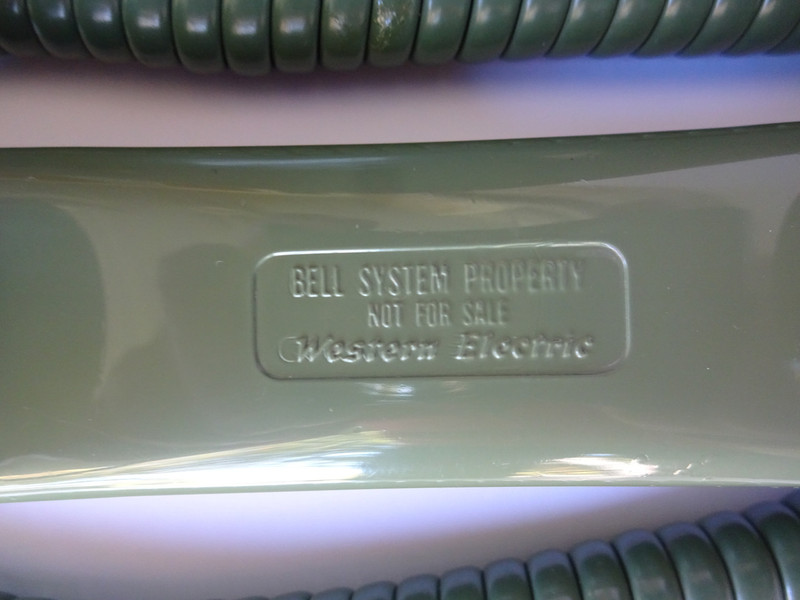 BELL SYSTEM PROPERTY
NOT FOR SALE
Western Electric